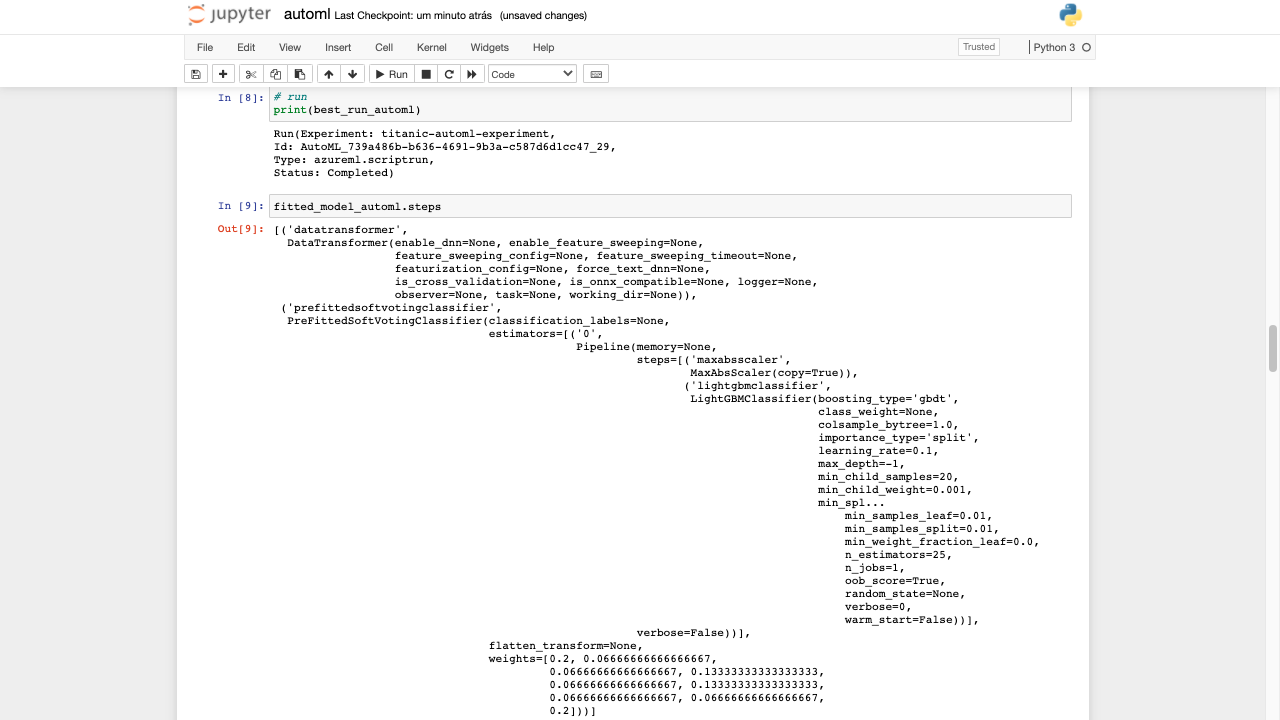 jupyter automl Last Checkpoint: um minuto atrás (unsaved changes)
File Edit View Insert Cell Kernel Widgets Help Trusted Python 3
Run Code
In [8]: # run
print(best_run_automl)
Run(Experiment: titanic-automl-experiment,
Id: AutoML_739a486b-b636-4691-9b3a-c587d6d1cc47_29,
Type: azureml.scriptrun,
Status: Completed)
In [9]: fitted_model_automl.steps
Out[9]: [('datatransformer',
DataTransformer(enable_dnn=None, enable_feature_sweeping=None,
feature_sweeping_config=None, feature_sweeping_timeout=None,
featurization_config=None, force_text_dnn=None,
is_cross_validation=None, is_onnx_compatible=None, logger=None,
observer=None, task=None, working_dir=None)),
('prefittedsoftvotingclassifier',
PreFittedSoftVotingClassifier(classification_labels=None,
estimators=[('0',
Pipeline(memory=None,
steps=[('maxabsscaler',
MaxAbsScaler(copy=True)),
('lightgbmclassifier',
LightGBMClassifier(boosting_type='gbdt',
class_weight=None,
colsample_bytree=1.0,
importance_type='split',
learning_rate=0.1,
max_depth=-1,
min_child_samples=20,
min_child_weight=0.001,
min_spl...
min_samples_leaf=0.01,
min_samples_split=0.01,
min_weight_fraction_leaf=0.0,
n_estimators=25,
n_jobs=1,
oob_score=True,
random_state=None,
verbose=0,
warm_start=False))],
verbose=False))],
flatten_transform=None,
weights=[0.2, 0.06666666666666667,
0.06666666666666667, 0.13333333333333333,
0.06666666666666667, 0.13333333333333333,
0.06666666666666667, 0.06666666666666667,
0.2]))]